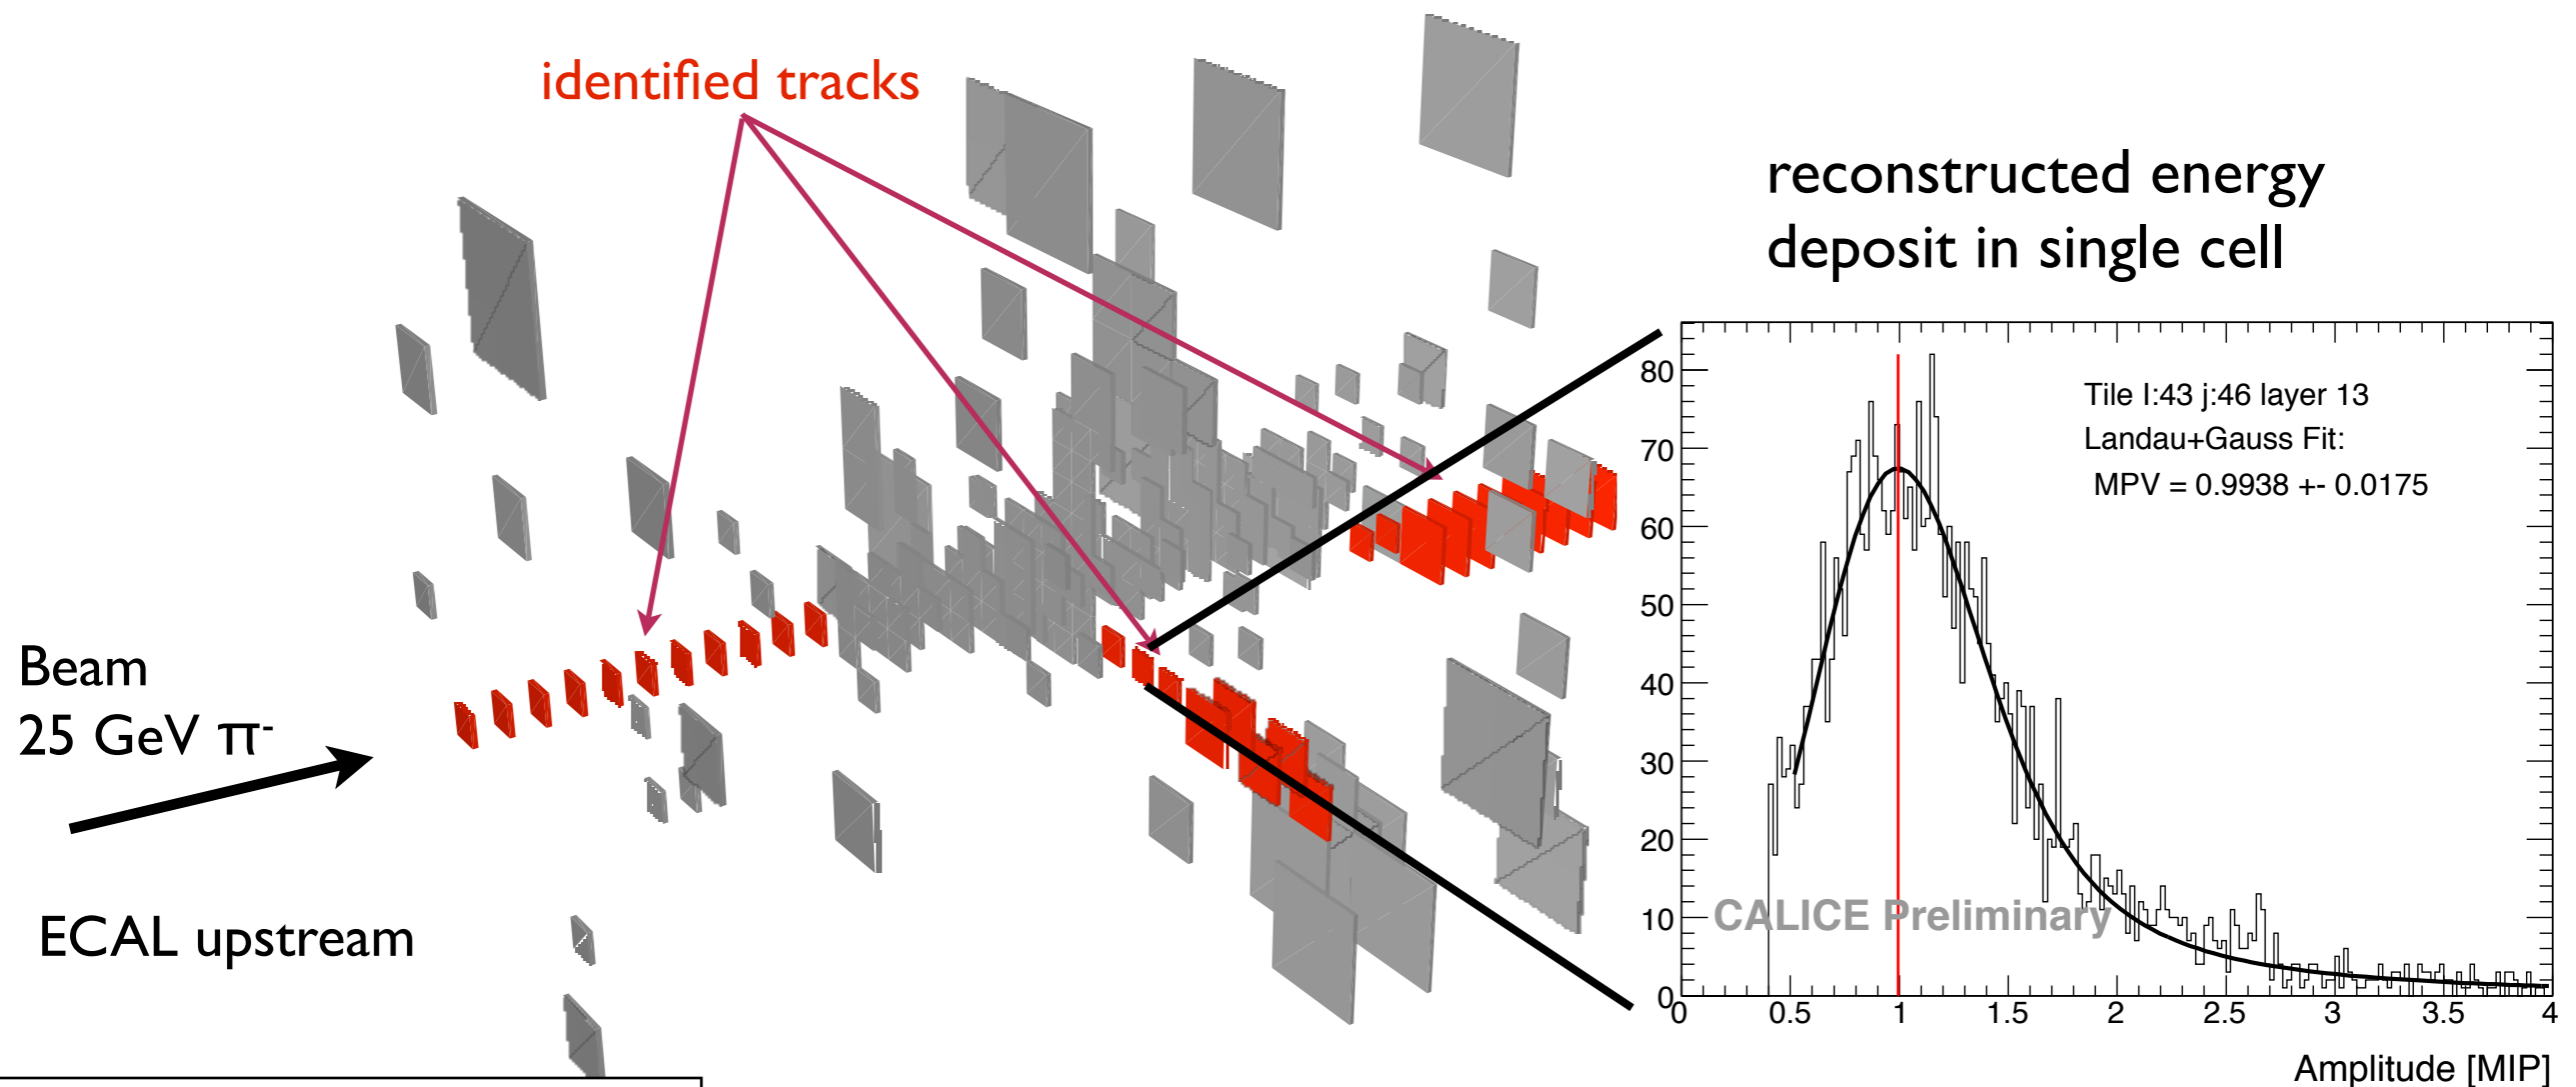 identified tracks
reconstructed energy
deposit in single cell
Beam
25 GeV π-
ECAL upstream
80
70
60
50
40
30
20
10
0
Tile I:43 j:46 layer 13
Landau+Gauss Fit:
MPV = 0.9938 +- 0.0175
CALICE Preliminary
0 0.5 1 1.5 2 2.5 3 3.5 4
Amplitude [MIP]